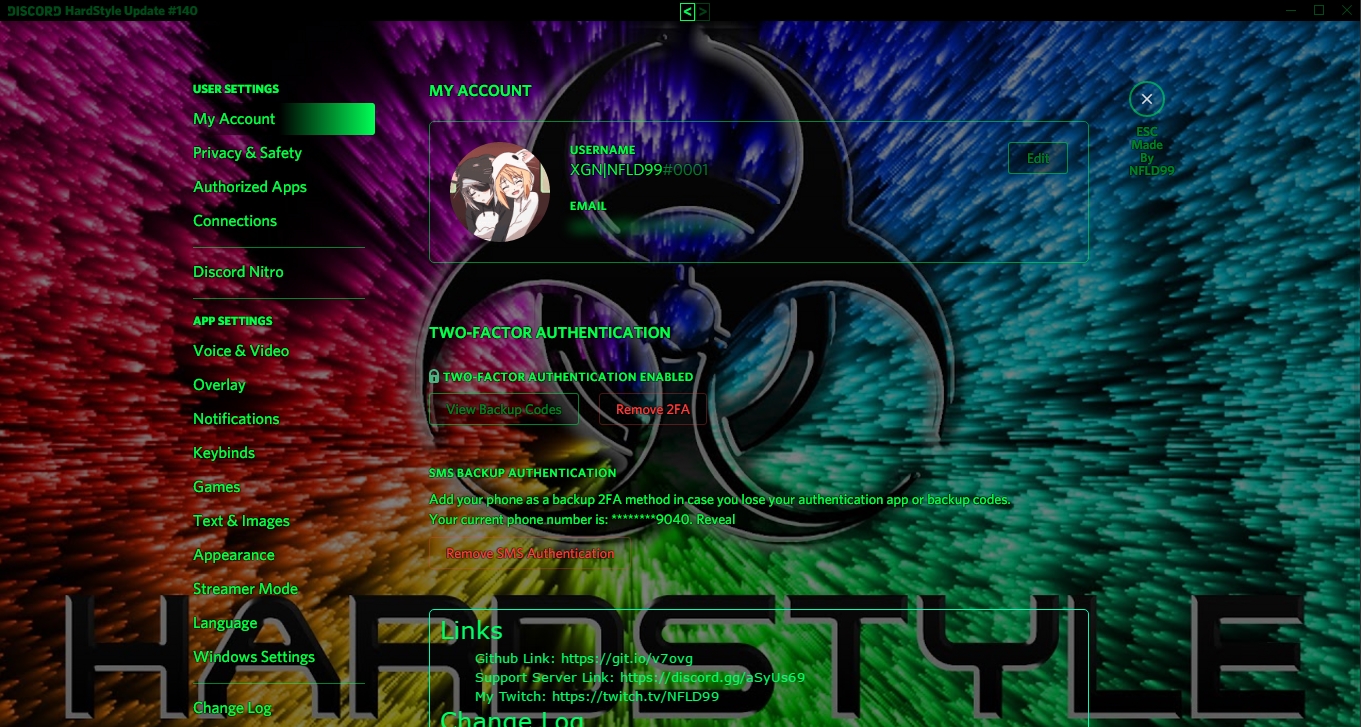 DISCORD HardStyle Update #140
< >
USER SETTINGS
My Account
Privacy & Safety
Authorized Apps
Connections
Discord Nitro
APP SETTINGS
Voice & Video
Overlay
Notifications
Keybinds
Games
Text & Images
Appearance
Streamer Mode
Language
Windows Settings
Change Log
MY ACCOUNT
USERNAME
XGN|NFLD99#0001
Edit
EMAIL
ESC
Made
By
NFLD99
TWO-FACTOR AUTHENTICATION
TWO-FACTOR AUTHENTICATION ENABLED
View Backup Codes Remove 2FA
SMS BACKUP AUTHENTICATION
Add your phone as a backup 2FA method in case you lose your authentication app or backup codes.
Your current phone number is: ********9040. Reveal
Remove SMS Authentication
Links
Github Link: https://git.io/v7ovg
Support Server Link: https://discord.gg/aSyUs69
My Twitch: https://twitch.tv/NFLD99
Change Log
HARDSTYLE